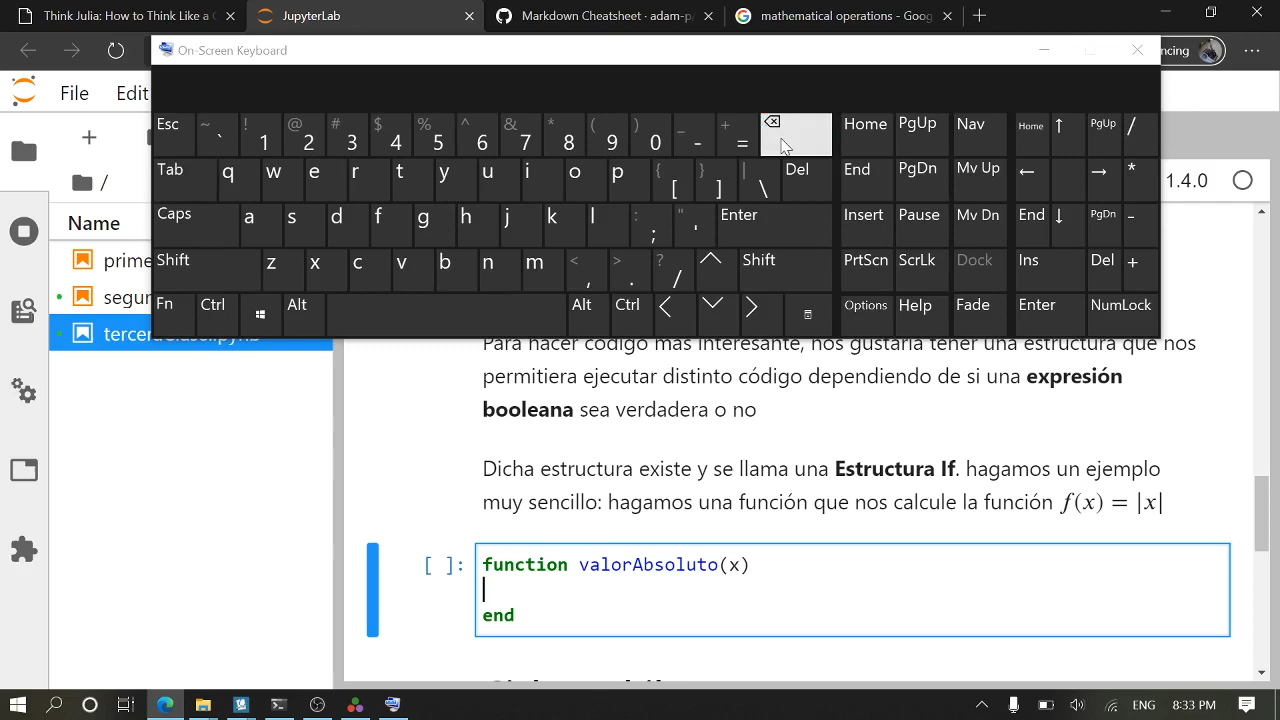 Think Julia: How to Think Like a C
JupyterLab
Markdown Cheatsheet · adam-p/
mathematical operations - Goog
On-Screen Keyboard
ncing
File Edit
Esc ~ ` ! 1 @ 2 # 3 $ 4 % 5 ^ 6 & 7 * 8 ( 9 ) 0 _ - + = Home PgUp Nav Home ↑ PgUp /
Tab q w e r t y u i o p { [ } ] | \ Del End PgDn Mv Up ← → *
Caps a s d f g h j k l : ; " ' Enter Insert Pause Mv Dn End ↓ PgDn -
Shift z x c v b n m < , > . ? / Shift PrtScn ScrLk Dock Ins Del +
Fn Ctrl Alt Alt Ctrl Options Help Fade Enter NumLock
/
1.4.0
Name
prime
segun
Para hacer código más interesante, nos gustaría tener una estructura que nos
permitiera ejecutar distinto código dependiendo de si una expresión
booleana sea verdadera o no
Dicha estructura existe y se llama una Estructura If. hagamos un ejemplo
muy sencillo: hagamos una función que nos calcule la función f(x) = |x|
[ ]: function valorAbsoluto(x)
end
ENG 8:33 PM